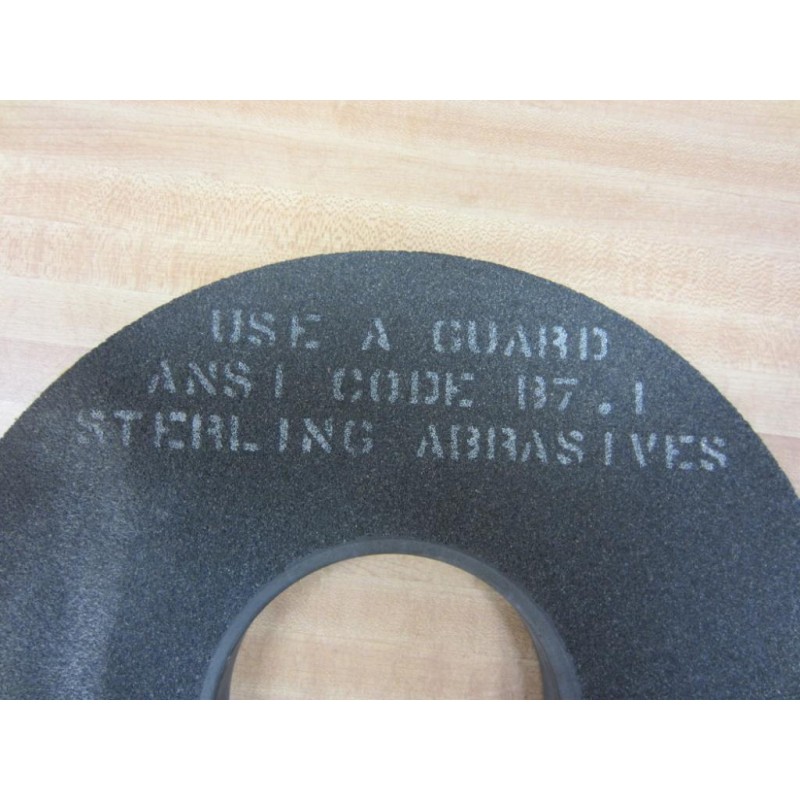 USE A GUARD
ANSI CODE B7.1
STERLING ABRASIVES